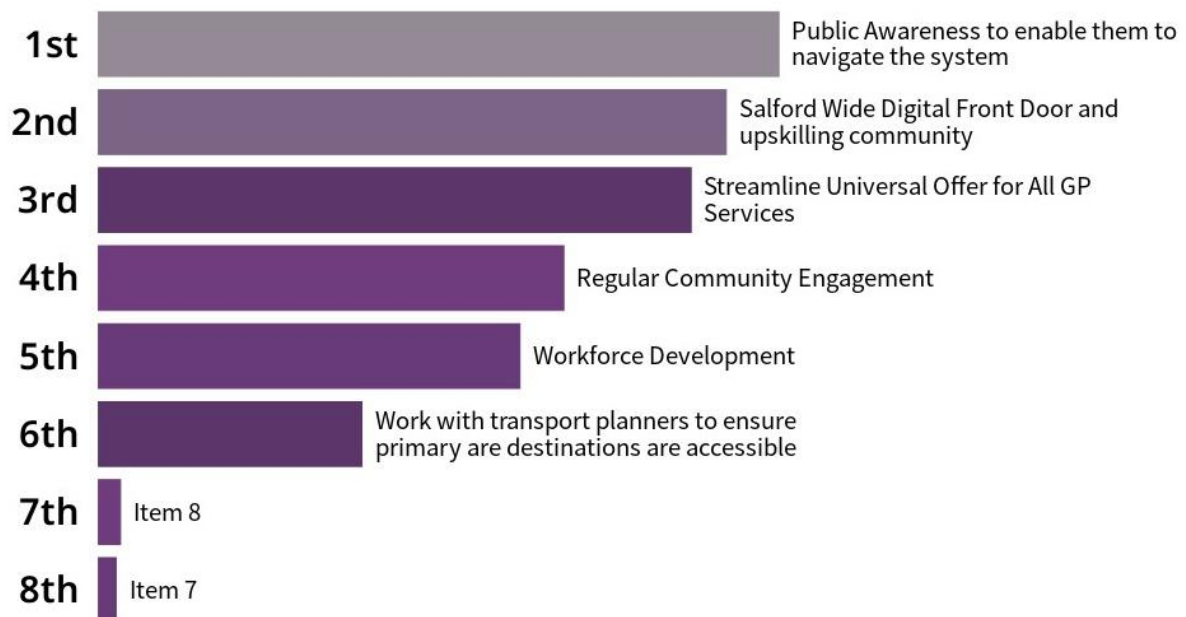 1st
Public Awareness to enable them to
navigate the system
2nd
Salford Wide Digital Front Door and
upskilling community
3rd
Streamline Universal Offer for All GP
Services
4th
Regular Community Engagement
5th
Workforce Development
6th
Work with transport planners to ensure
primary are destinations are accessible
7th
Item 8
8th
Item 7